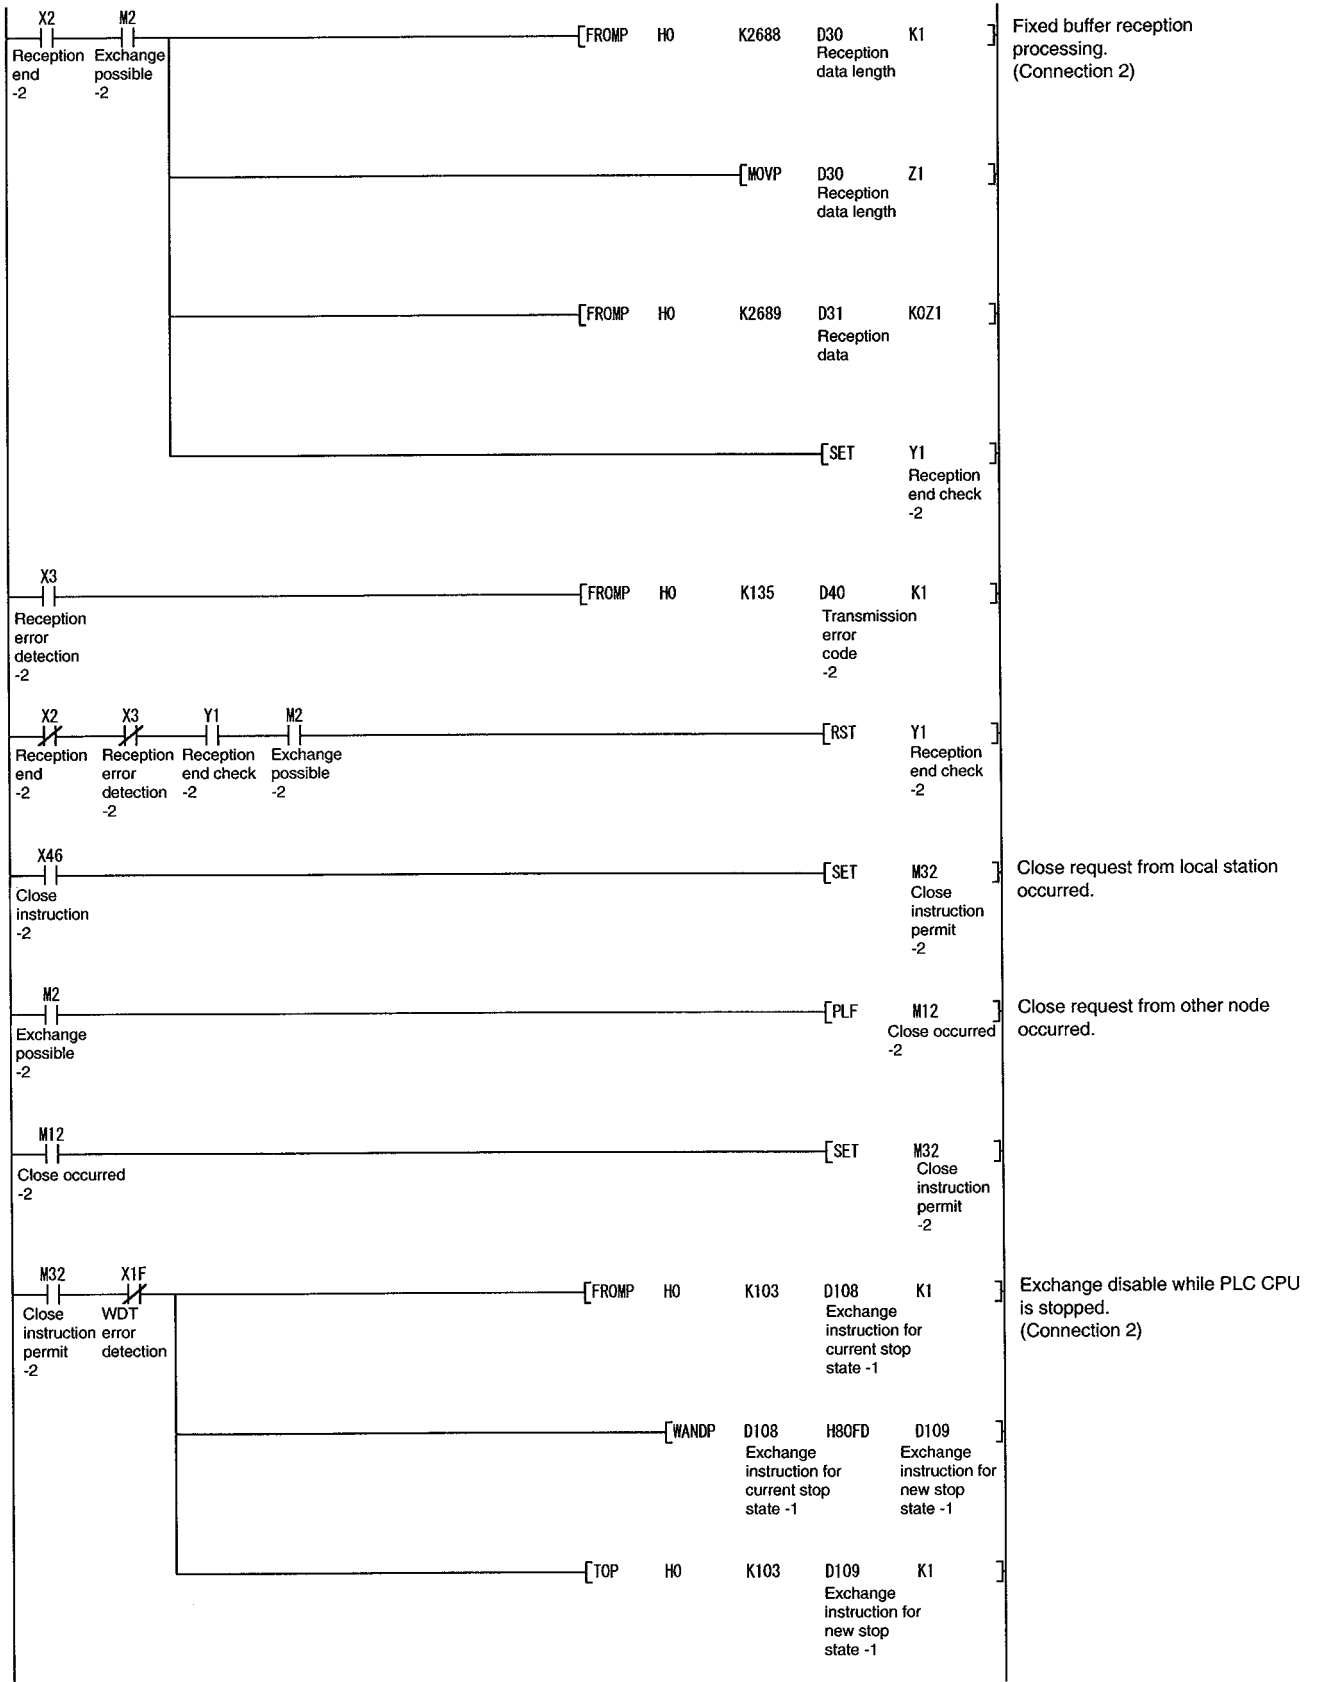 X2 M2
[FROMP H0 K2688 D30 K1 ]
Reception end -2
Exchange possible -2
Reception data length
Fixed buffer reception
processing.
(Connection 2)
[MOVP D30 Z1 ]
Reception data length
[FROMP H0 K2689 D31 K0Z1 ]
Reception data
[SET Y1 ]
Reception end check -2
X3
[FROMP H0 K135 D40 K1 ]
Reception error detection -2
Transmission error code -2
X2 X3 Y1 M2
[RST Y1 ]
Reception end -2
Reception error detection -2
Reception end check -2
Exchange possible -2
Reception end check -2
X46
[SET M32 ]
Close instruction -2
Close instruction permit -2
Close request from local station
occurred.
M2
[PLF M12 ]
Exchange possible -2
Close occurred -2
Close request from other node
occurred.
M12
[SET M32 ]
Close occurred -2
Close instruction permit -2
M32 X1F
[FROMP H0 K103 D108 K1 ]
Close instruction permit -2
WDT error detection
Exchange instruction for current stop state -1
Exchange disable while PLC CPU
is stopped.
(Connection 2)
[WANDP D108 H80FD D109 ]
Exchange instruction for current stop state -1
Exchange instruction for new stop state -1
[TOP H0 K103 D109 K1 ]
Exchange instruction for new stop state -1